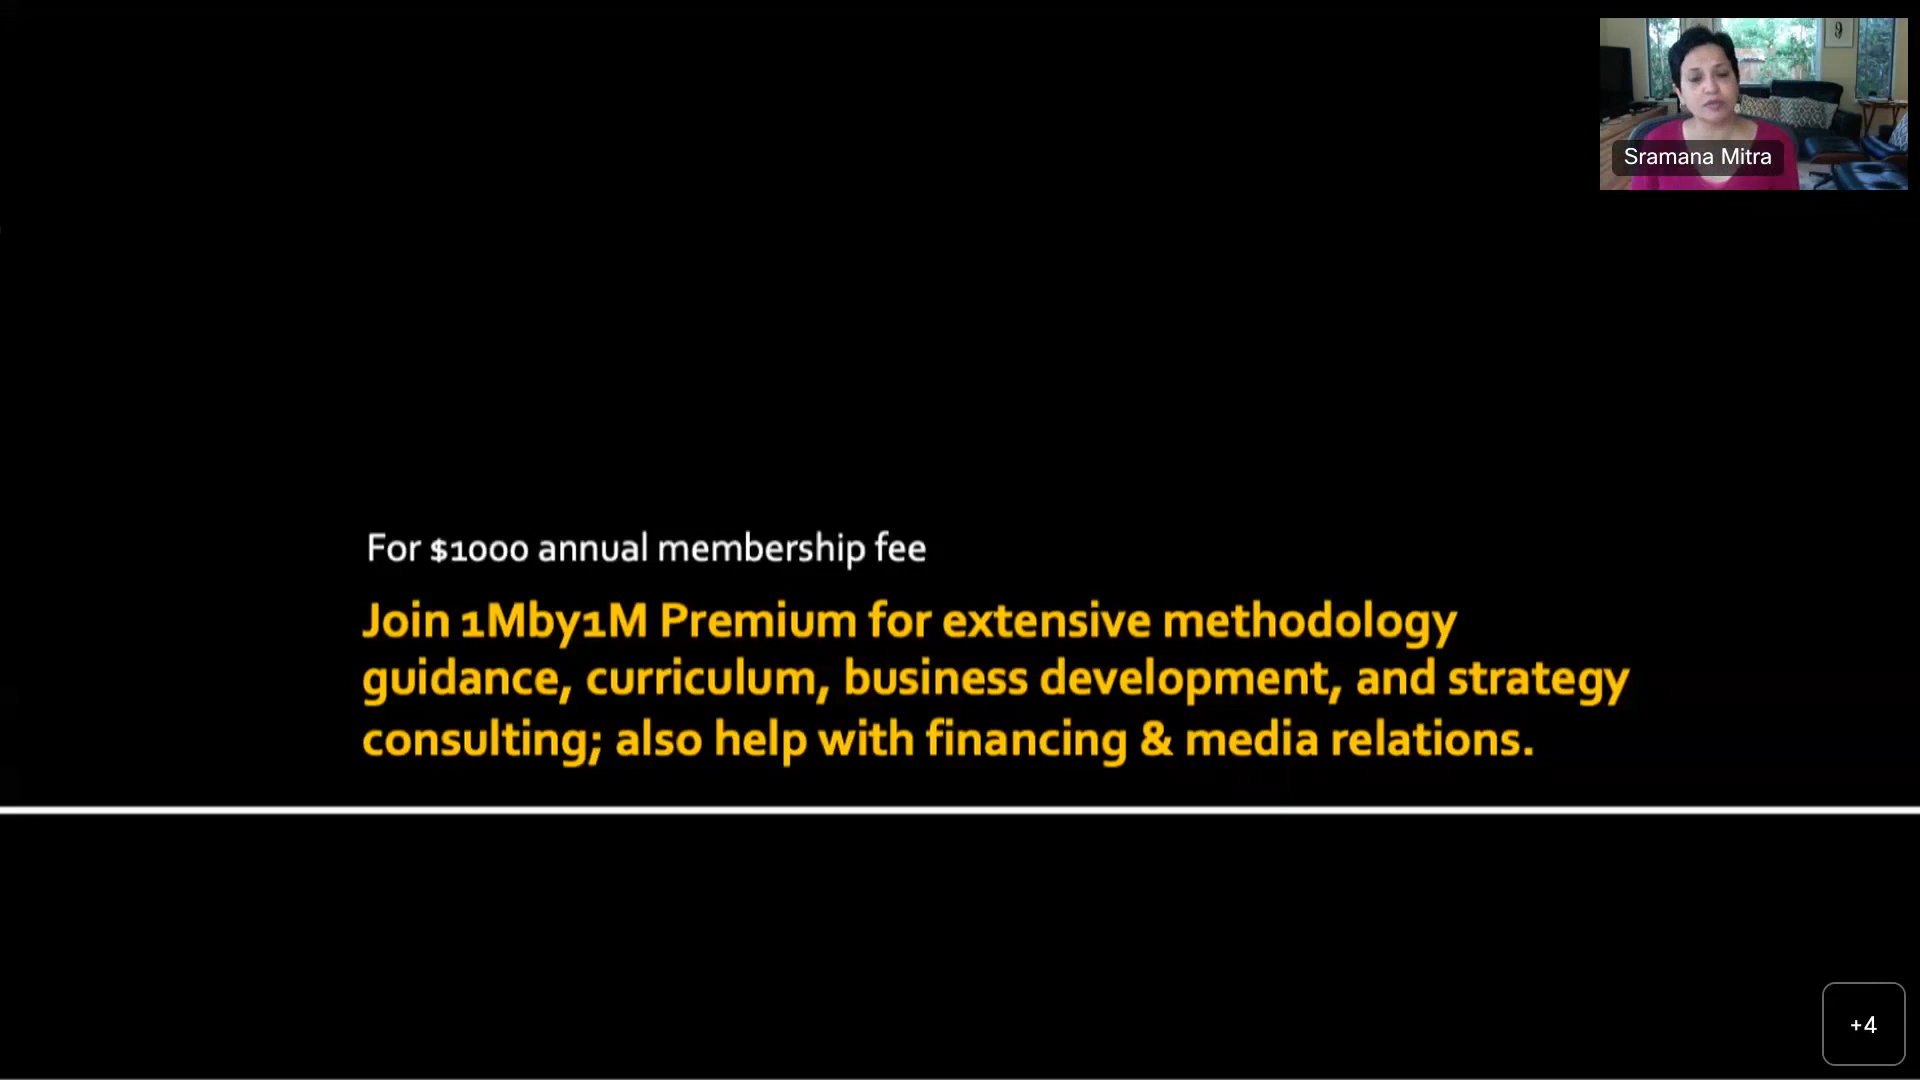 Sramana Mitra
For $1000 annual membership fee
Join 1Mby1M Premium for extensive methodology
guidance, curriculum, business development, and strategy
consulting; also help with financing & media relations.
+4